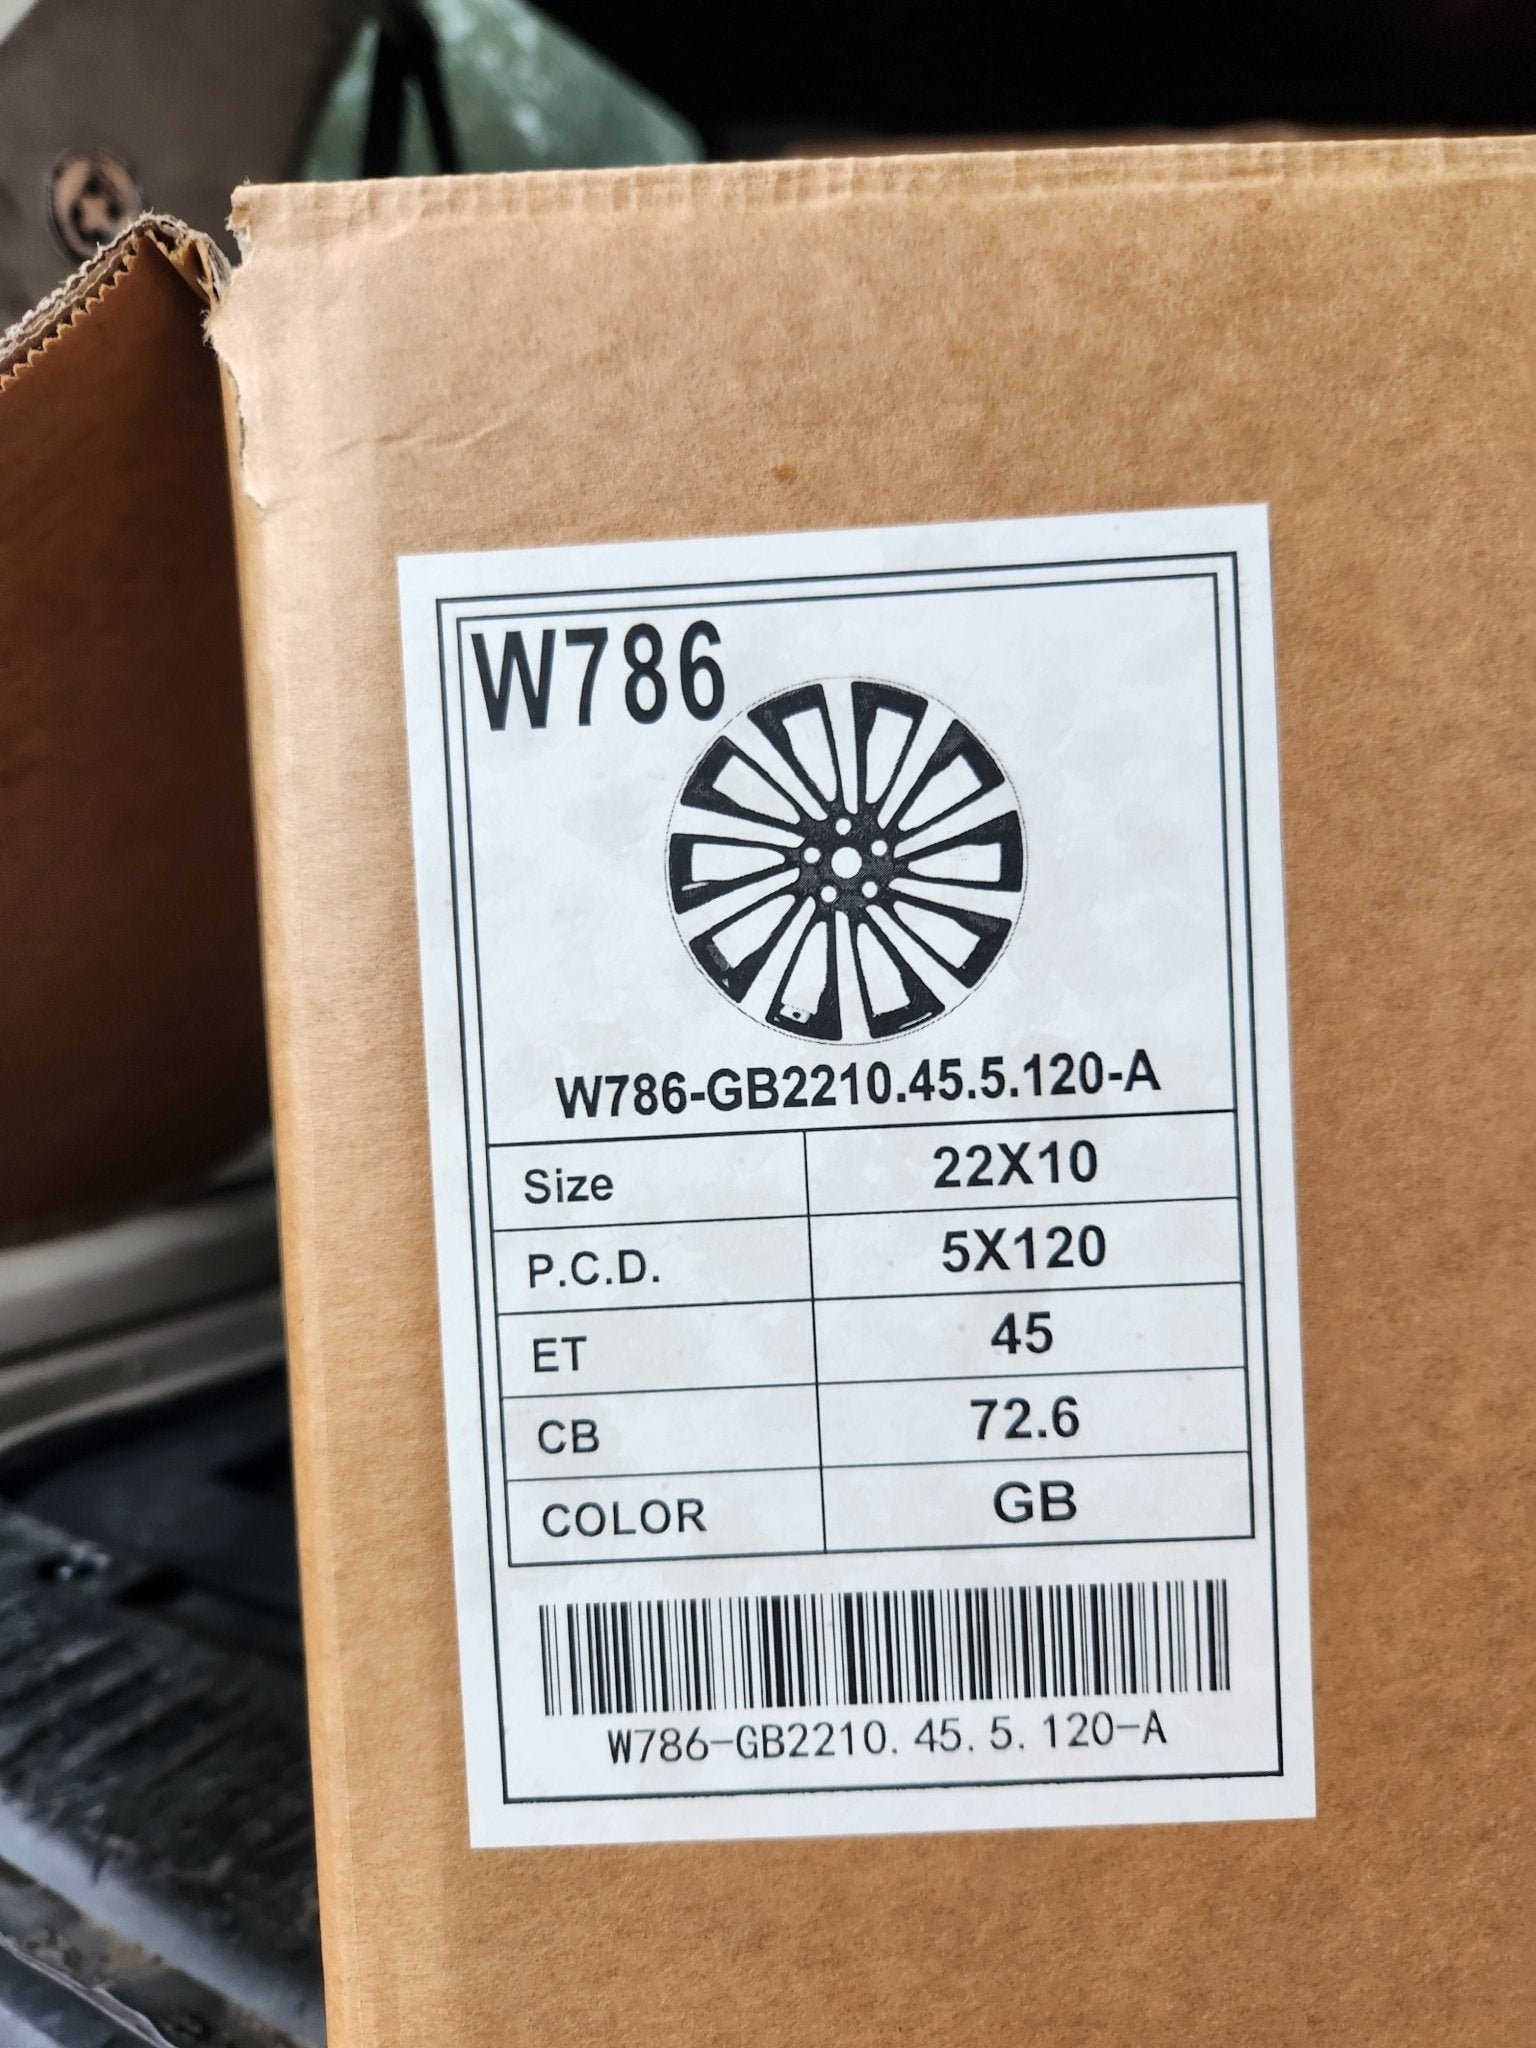 W786
W786-GB2210.45.5.120-A
Size 22X10
P.C.D. 5X120
ET 45
CB 72.6
COLOR GB
W786-GB2210.45.5.120-A